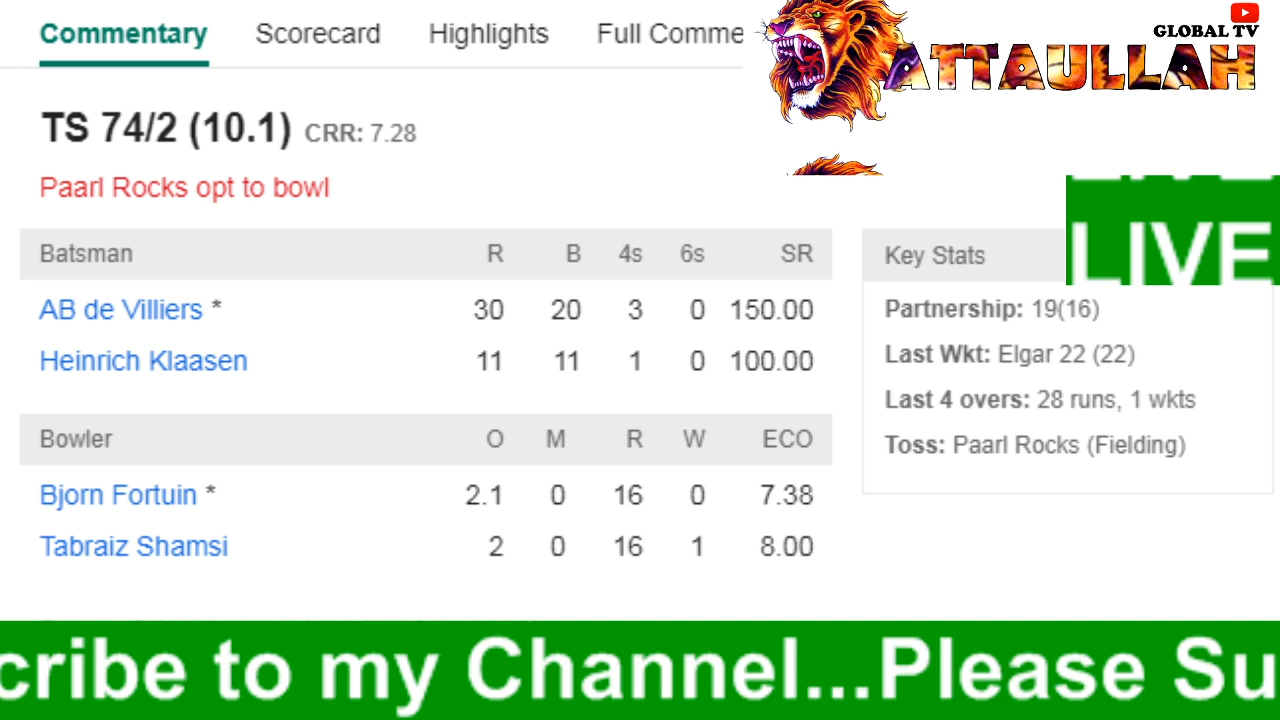 Commentary Scorecard Highlights Full Comme
GLOBAL TV
ATTAULLAH
TS 74/2 (10.1) CRR: 7.28
Paarl Rocks opt to bowl
LIVE
Batsman R B 4s 6s SR
AB de Villiers * 30 20 3 0 150.00
Heinrich Klaasen 11 11 1 0 100.00
Bowler O M R W ECO
Bjorn Fortuin * 2.1 0 16 0 7.38
Tabraiz Shamsi 2 0 16 1 8.00
Key Stats
Partnership: 19(16)
Last Wkt: Elgar 22 (22)
Last 4 overs: 28 runs, 1 wkts
Toss: Paarl Rocks (Fielding)
cribe to my Channel...Please Su